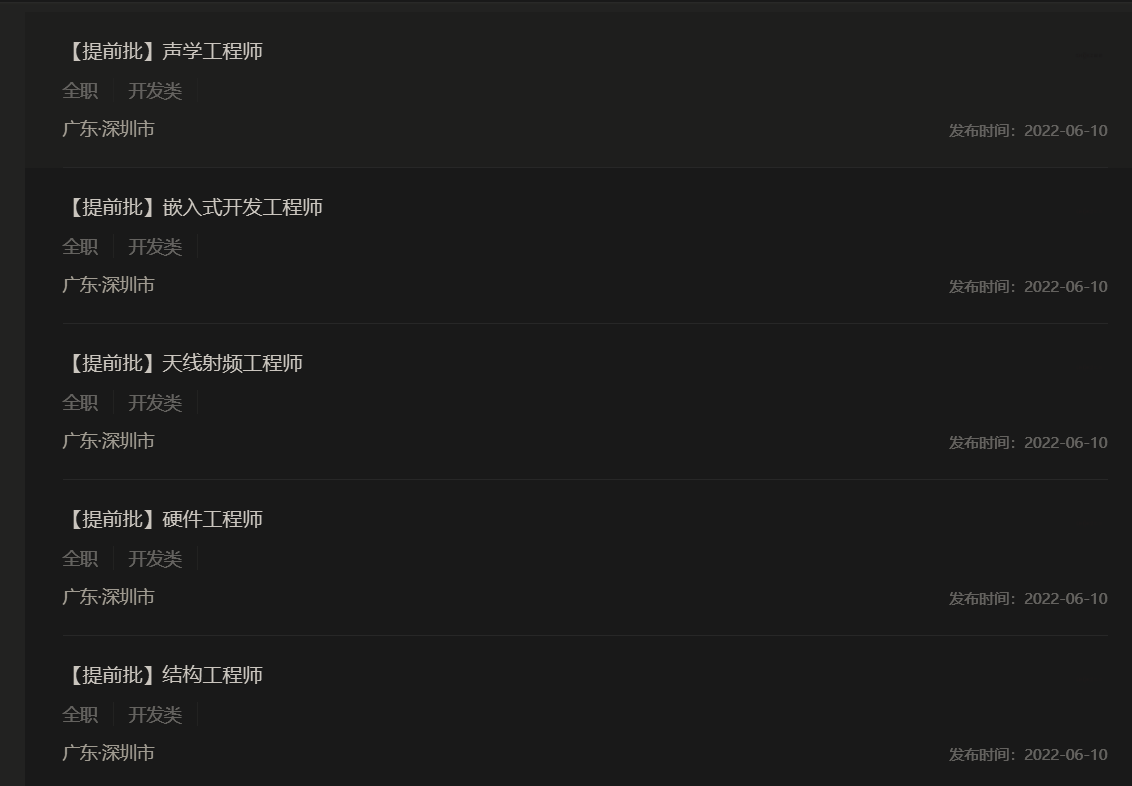 【提前批】声学工程师
全职 开发类
广东·深圳市 发布时间：2022-06-10
【提前批】嵌入式开发工程师
全职 开发类
广东·深圳市 发布时间：2022-06-10
【提前批】天线射频工程师
全职 开发类
广东·深圳市 发布时间：2022-06-10
【提前批】硬件工程师
全职 开发类
广东·深圳市 发布时间：2022-06-10
【提前批】结构工程师
全职 开发类
广东·深圳市 发布时间：2022-06-10